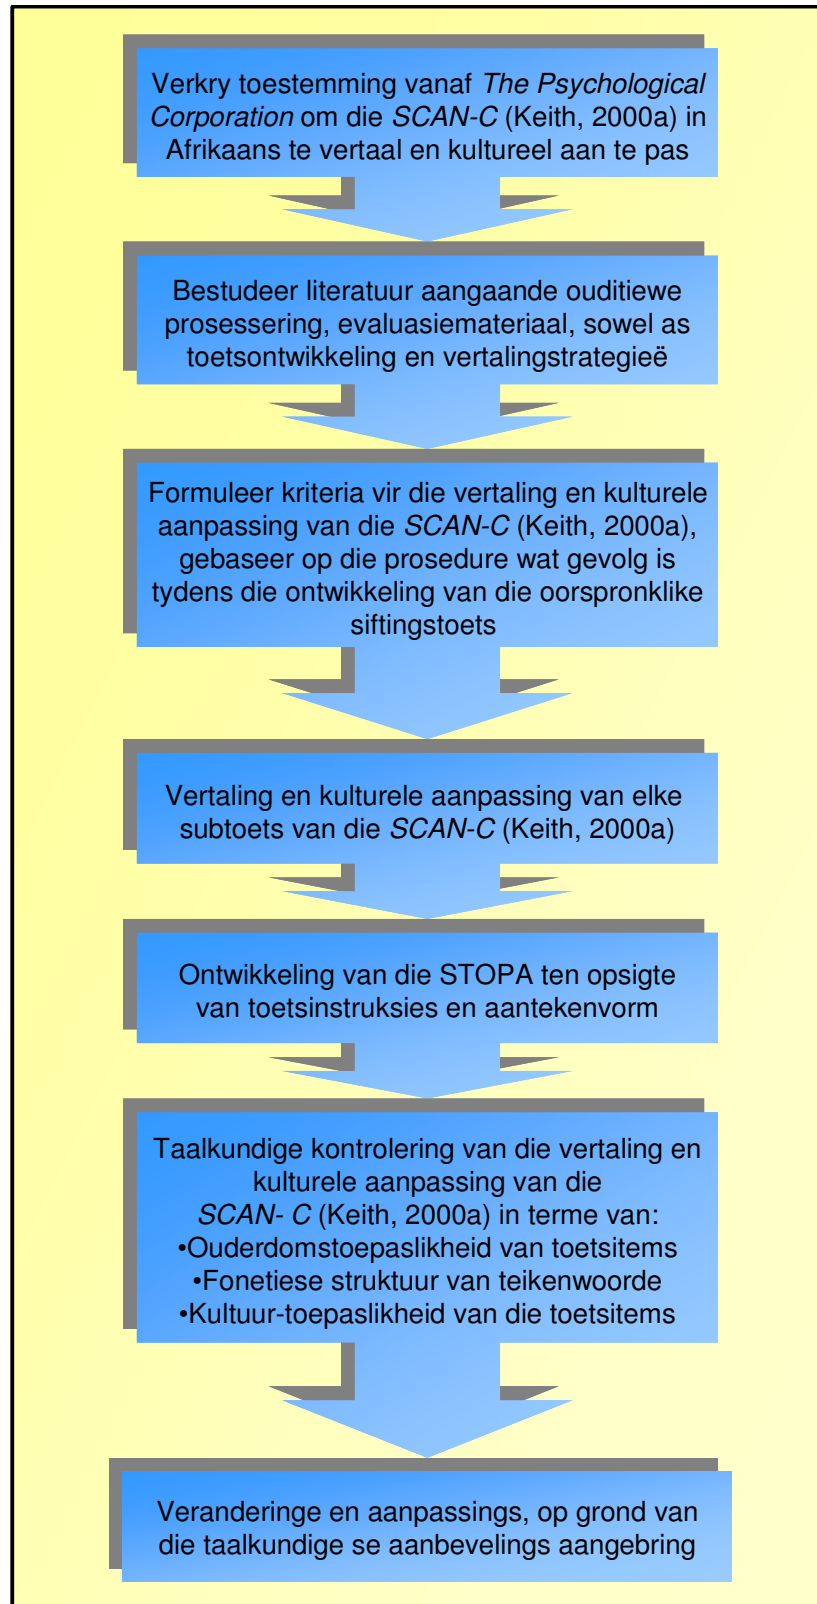 Verkry toestemming vanaf The Psychological
Corporation om die SCAN-C (Keith, 2000a) in
Afrikaans te vertaal en kultureel aan te pas
Bestudeer literatuur aangaande ouditiewe
prosessering, evaluasiemateriaal, sowel as
toetsontwikkeling en vertalingstrategieë
Formuleer kriteria vir die vertaling en kulturele
aanpassing van die SCAN-C (Keith, 2000a),
gebaseer op die prosedure wat gevolg is
tydens die ontwikkeling van die oorspronklike
siftingstoets
Vertaling en kulturele aanpassing van elke
subtoets van die SCAN-C (Keith, 2000a)
Ontwikkeling van die STOPA ten opsigte
van toetsinstruksies en aantekenvorm
Taalkundige kontrolering van die vertaling en
kulturele aanpassing van die
SCAN- C (Keith, 2000a) in terme van:
•Ouderdomstoepaslikheid van toetsitems
•Fonetiese struktuur van teikenwoorde
•Kultuur-toepaslikheid van die toetsitems
Veranderinge en aanpassings, op grond van
die taalkundige se aanbevelings aangebring